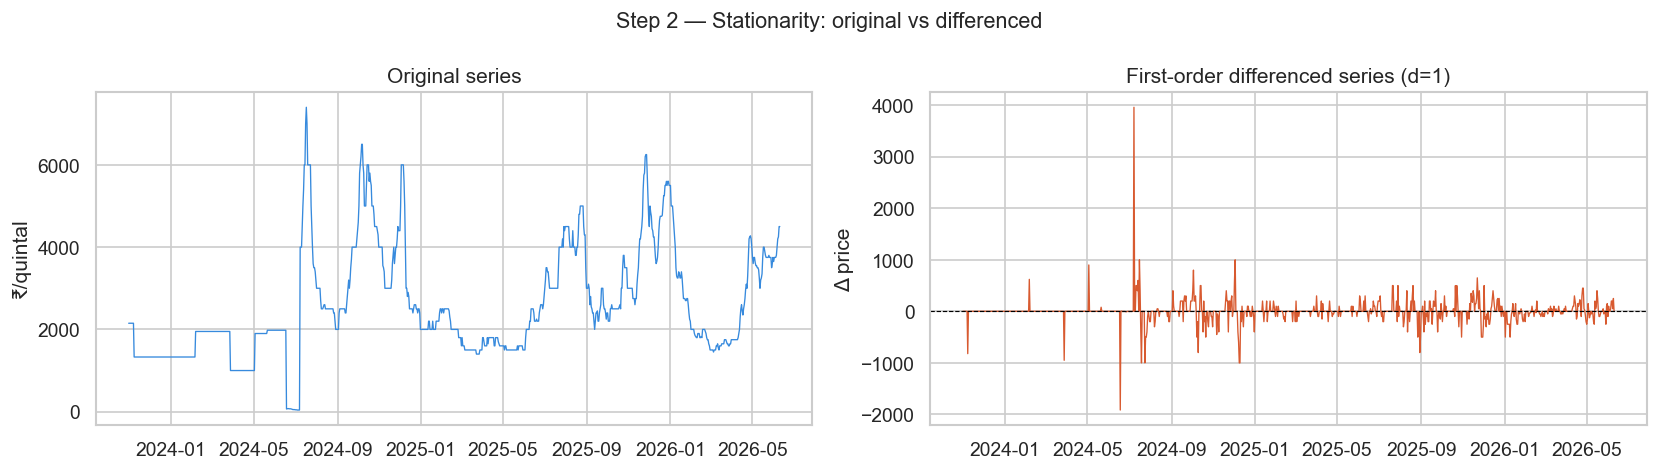 Step 2 — Stationarity: original vs differenced
Original series
₹/quintal
6000
4000
2000
0
2024-01 2024-05 2024-09 2025-01 2025-05 2025-09 2026-01 2026-05
First-order differenced series (d=1)
Δ price
4000
3000
2000
1000
0
−1000
−2000
2024-01 2024-05 2024-09 2025-01 2025-05 2025-09 2026-01 2026-05